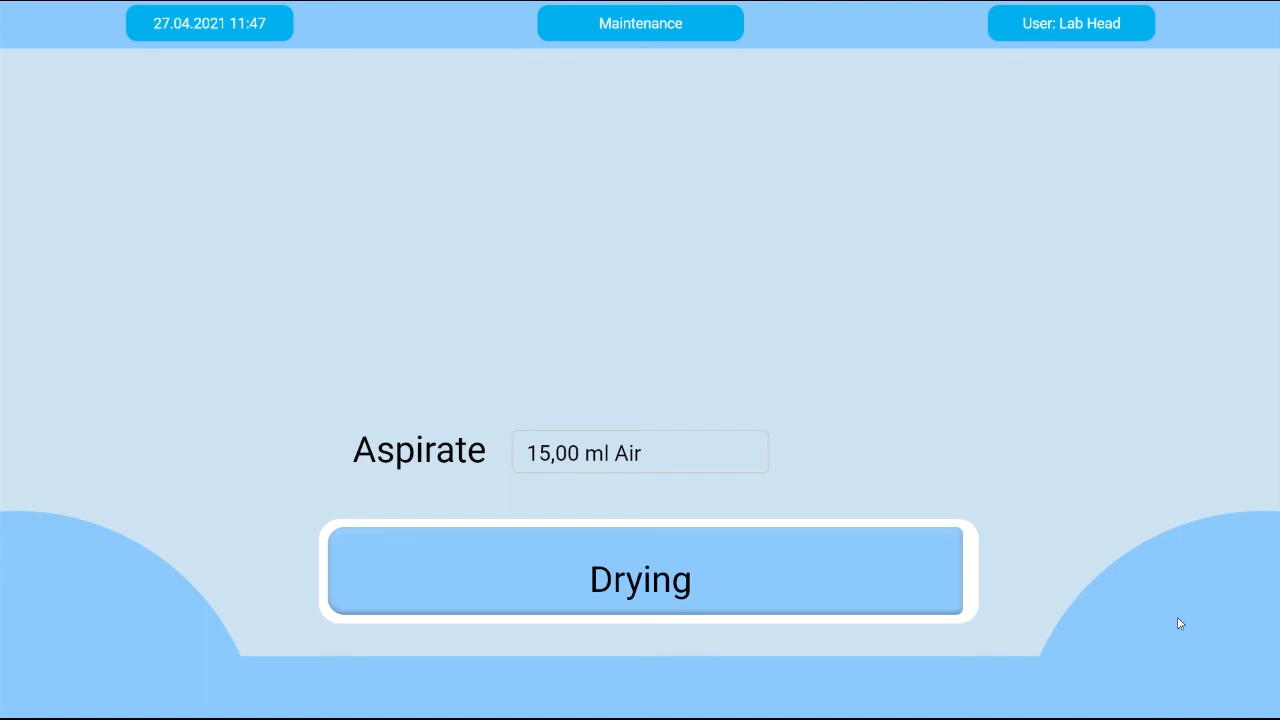 27.04.2021 11:47
Maintenance
User: Lab Head
Aspirate
15,00 ml Air
Drying